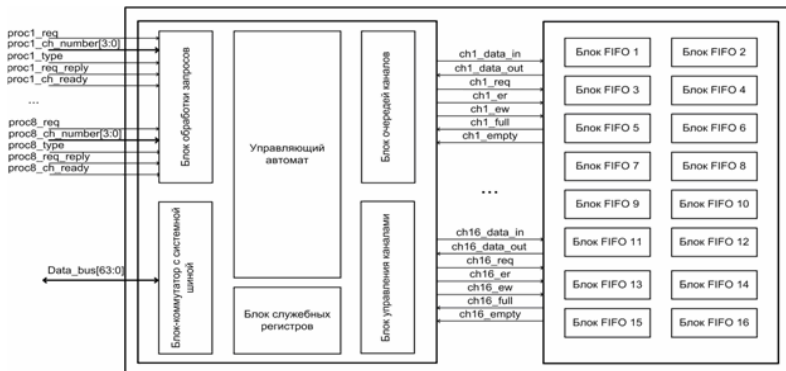 proc1_req
proc1_ch_number[3:0]
proc1_type
proc1_req_reply
proc1_ch_ready
...
proc8_req
proc8_ch_number[3:0]
proc8_type
proc8_req_reply
proc8_ch_ready
Data_bus[63:0]
Блок обработки запросов
Блок-коммутатор с системной
шиной
Управляющий
автомат
Блок служебных
регистров
Блок очередей каналов
Блок управления каналами
ch1_data_in
ch1_data_out
ch1_req
ch1_er
ch1_ew
ch1_full
ch1_empty
...
ch16_data_in
ch16_data_out
ch16_req
ch16_er
ch16_ew
ch16_full
ch16_empty
Блок FIFO 1
Блок FIFO 2
Блок FIFO 3
Блок FIFO 4
Блок FIFO 5
Блок FIFO 6
Блок FIFO 7
Блок FIFO 8
Блок FIFO 9
Блок FIFO 10
Блок FIFO 11
Блок FIFO 12
Блок FIFO 13
Блок FIFO 14
Блок FIFO 15
Блок FIFO 16